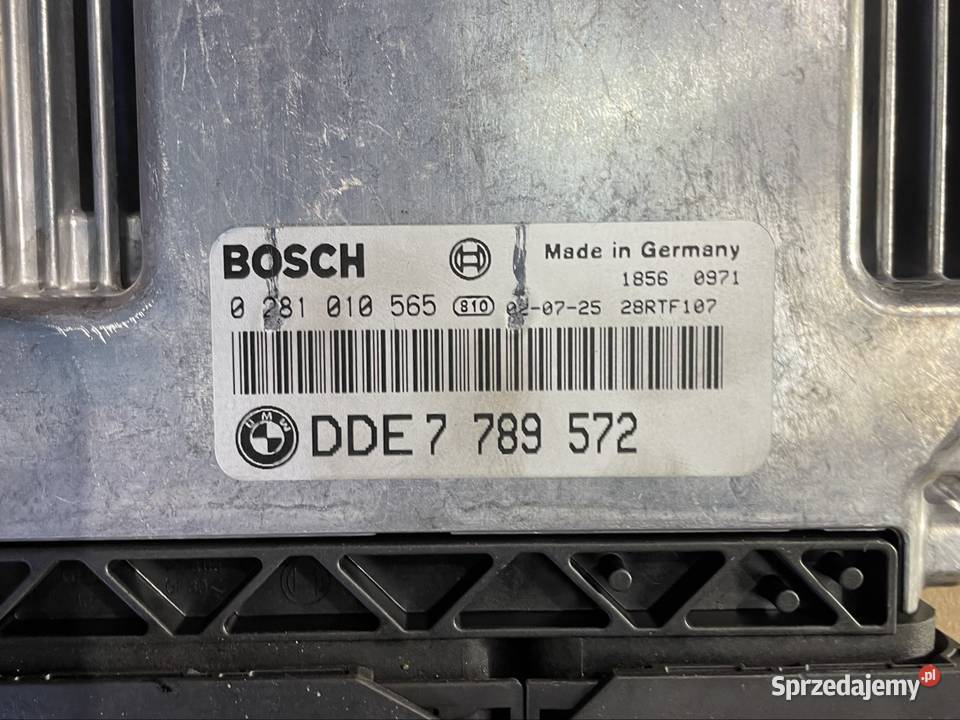 BOSCH
Made in Germany
1856 0971
0 281 010 565 810 02-07-25 28RTF107
BMW DDE 7 789 572
Sprzedajemy.pl